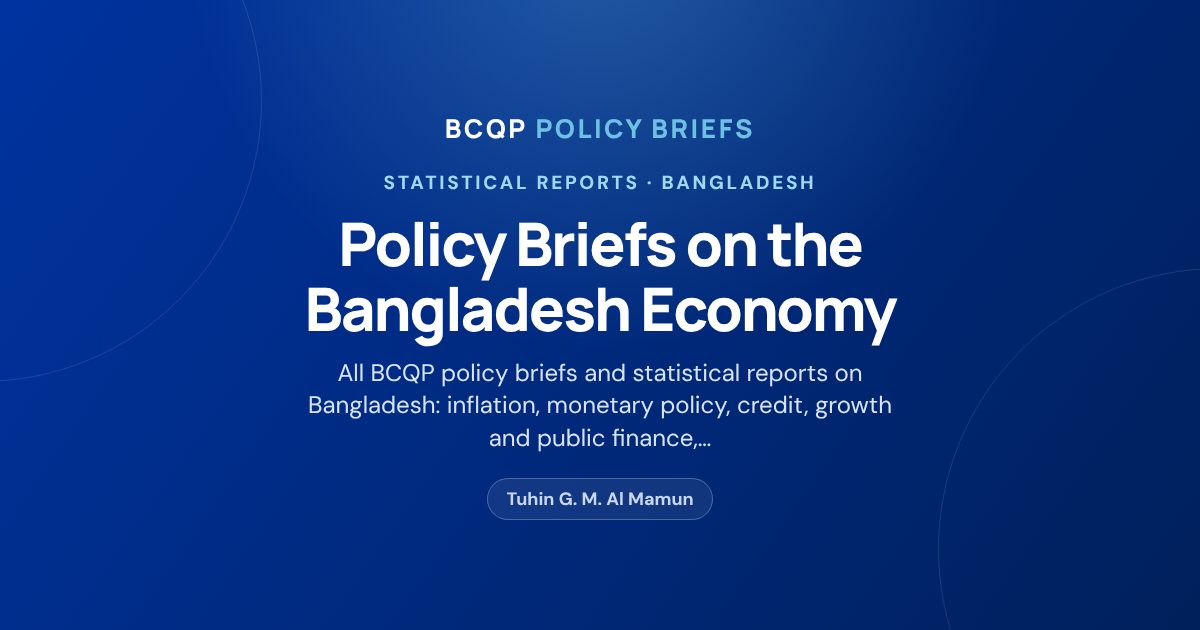 BCQP POLICY BRIEFS
STATISTICAL REPORTS · BANGLADESH
Policy Briefs on the
Bangladesh Economy
All BCQP policy briefs and statistical reports on
Bangladesh: inflation, monetary policy, credit, growth
and public finance,…
Tuhin G. M. Al Mamun